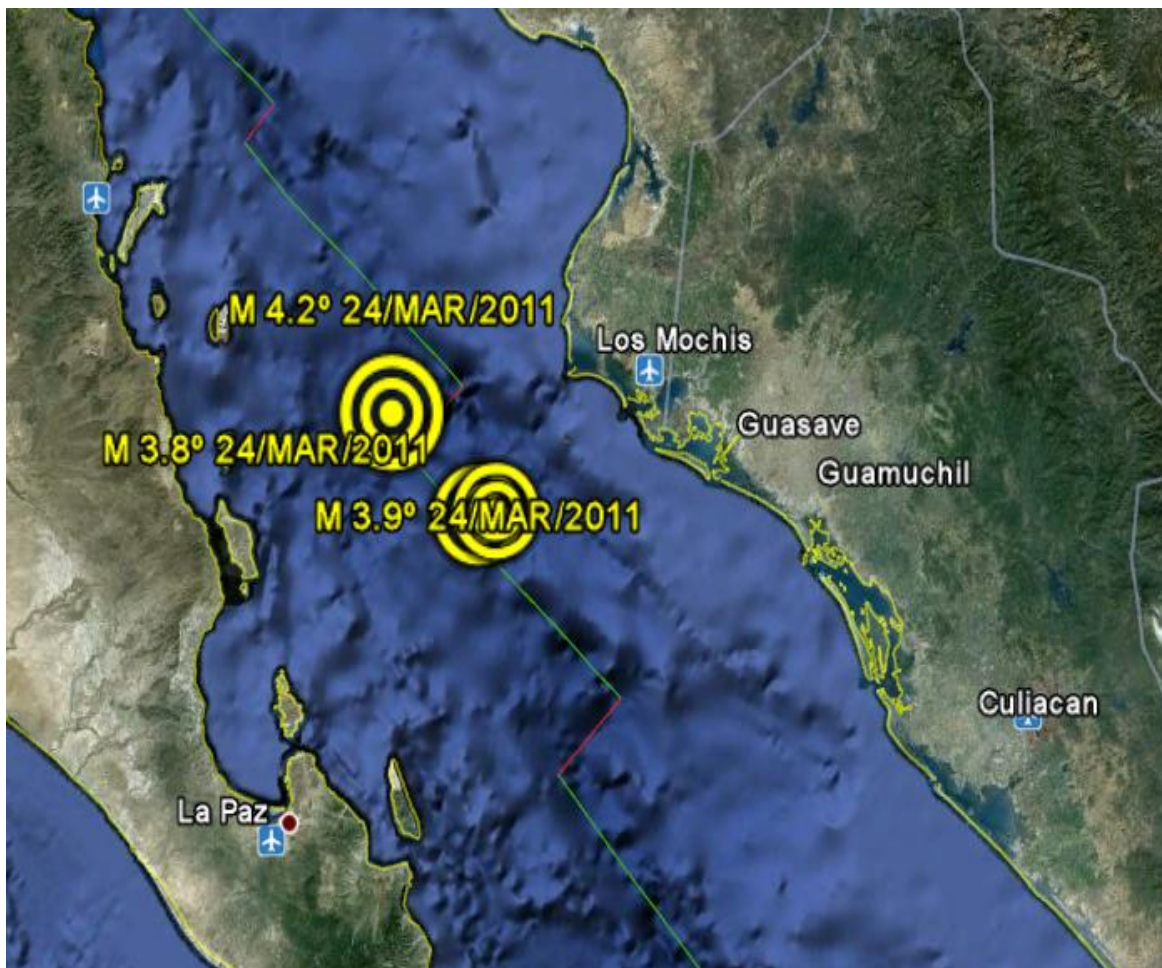 M 4.2º 24/MAR/2011
Los Mochis
Guasave
M 3.8º 24/MAR/2011
Guamuchil
M 3.9º 24/MAR/2011
Culiacan
La Paz